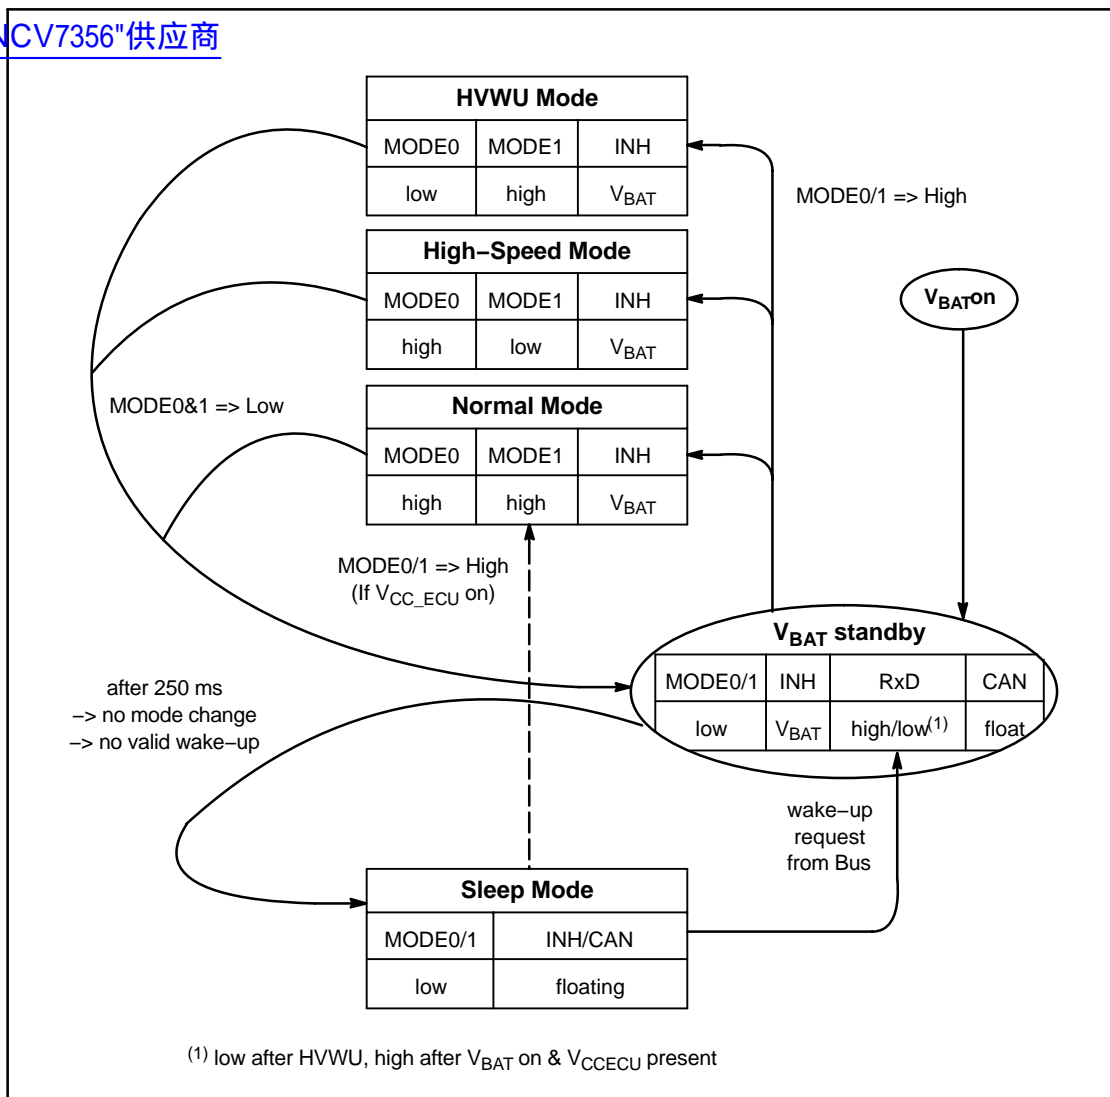 NCV7356"供应商
HVWU Mode
MODE0 MODE1 INH
low high VBAT
MODE0/1 => High
High–Speed Mode
MODE0 MODE1 INH
high low VBAT
VBATon
MODE0&1 => Low
Normal Mode
MODE0 MODE1 INH
high high VBAT
MODE0/1 => High
(If VCC_ECU on)
VBAT standby
MODE0/1 INH RxD CAN
low VBAT high/low(1) float
after 250 ms
–> no mode change
–> no valid wake–up
wake–up
request
from Bus
Sleep Mode
MODE0/1 INH/CAN
low floating
(1) low after HVWU, high after VBAT on & VCCECU present